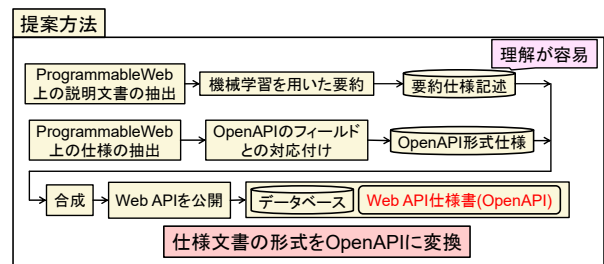 提案方法
理解が容易
ProgrammableWeb
上の説明文書の抽出
機械学習を用いた要約
要約仕様記述
ProgrammableWeb
上の仕様の抽出
OpenAPIのフィールド
との対応付け
OpenAPI形式仕様
合成
Web APIを公開
データベース
Web API仕様書(OpenAPI)
仕様文書の形式をOpenAPIに変換